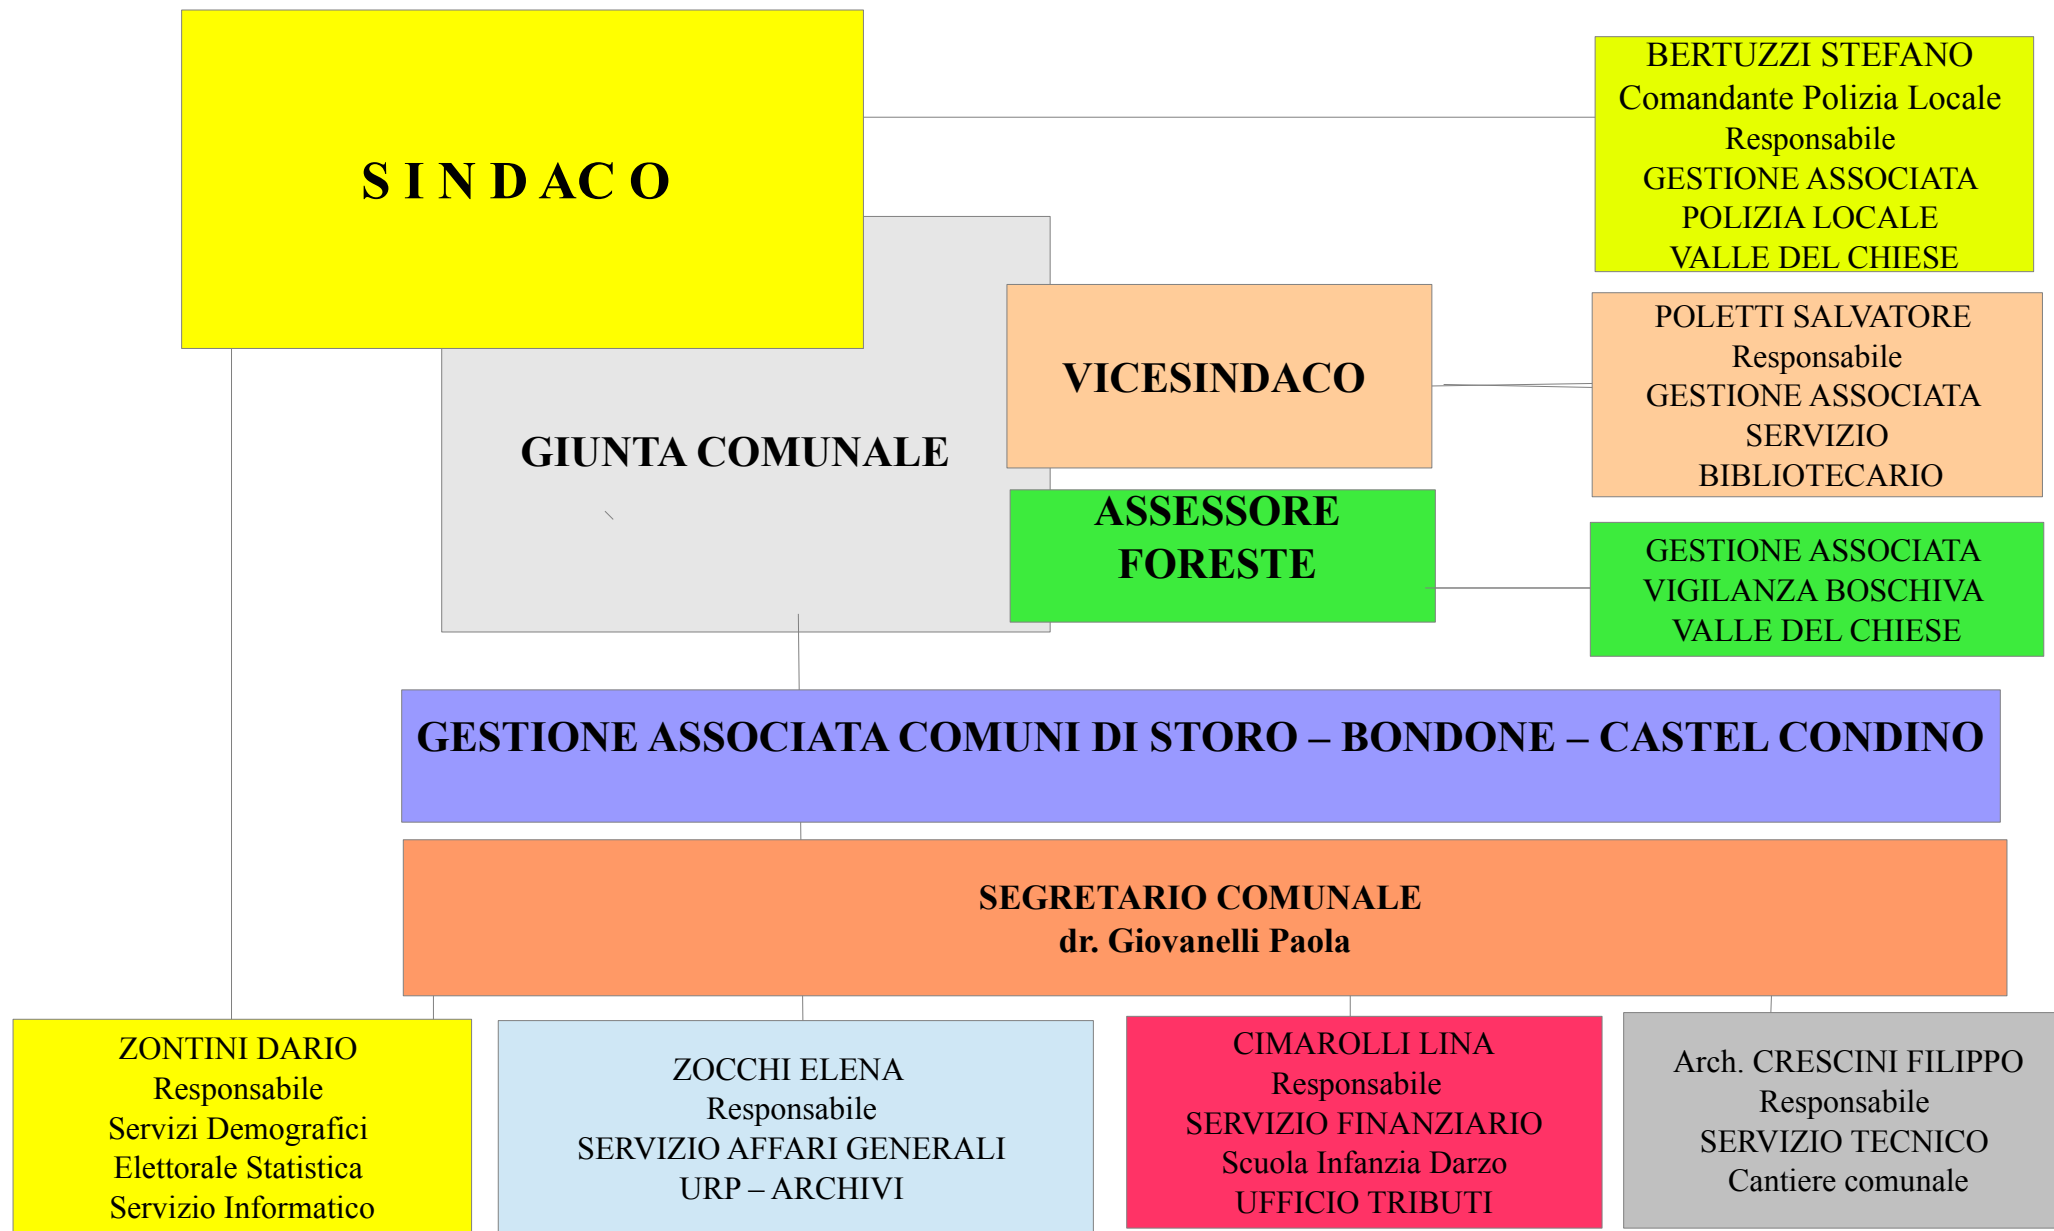 S I N D A C O
BERTUZZI STEFANO
Comandante Polizia Locale
Responsabile
GESTIONE ASSOCIATA
POLIZIA LOCALE
VALLE DEL CHIESE
GIUNTA COMUNALE
VICESINDACO
POLETTI SALVATORE
Responsabile
GESTIONE ASSOCIATA
SERVIZIO
BIBLIOTECARIO
ASSESSORE
FORESTE
GESTIONE ASSOCIATA
VIGILANZA BOSCHIVA
VALLE DEL CHIESE
GESTIONE ASSOCIATA COMUNI DI STORO – BONDONE – CASTEL CONDINO
SEGRETARIO COMUNALE
dr. Giovanelli Paola
ZONTINI DARIO
Responsabile
Servizi Demografici
Elettorale Statistica
Servizio Informatico
ZOCCHI ELENA
Responsabile
SERVIZIO AFFARI GENERALI
URP – ARCHIVI
CIMAROLLI LINA
Responsabile
SERVIZIO FINANZIARIO
Scuola Infanzia Darzo
UFFICIO TRIBUTI
Arch. CRESCINI FILIPPO
Responsabile
SERVIZIO TECNICO
Cantiere comunale